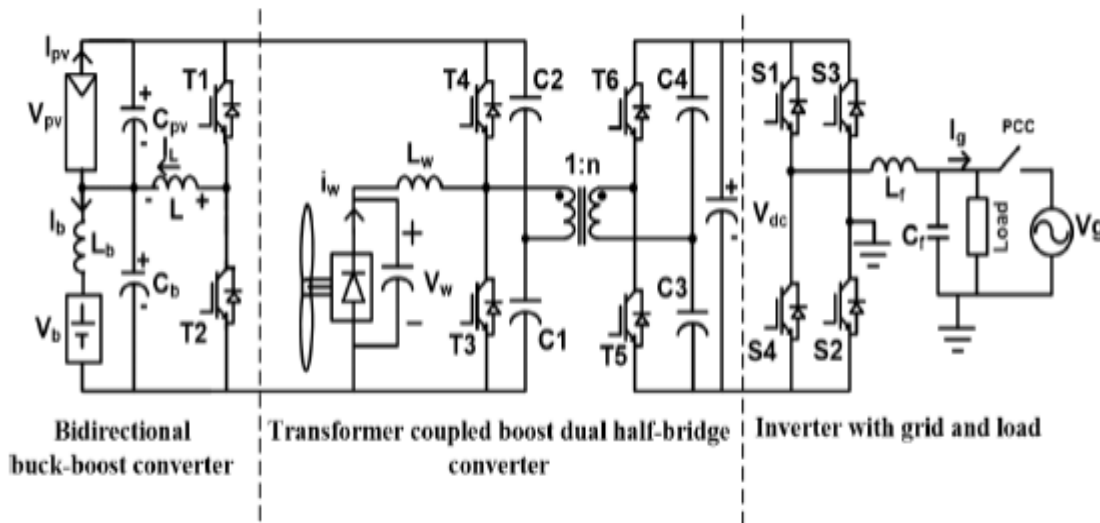 Ipv
Vpv
Cpv
IL
L
T1
Ib
Lb
Cb
Vb
T
T2
T4
C2
Lw
iw
Vw
T3
C1
1:n
T6
C4
C3
T5
Vdc
S1
S3
Ig
PCC
Lf
Cf
Load
Vg
S4
S2
Bidirectional
buck-boost converter
Transformer coupled boost dual half-bridge
converter
Inverter with grid and load